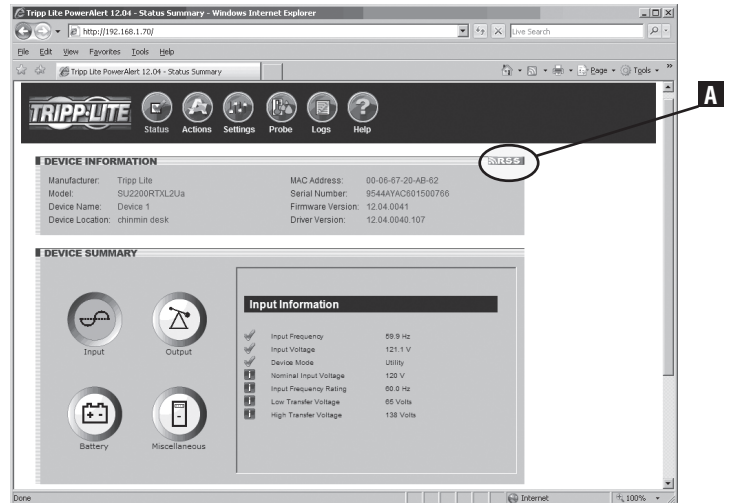 Tripp Lite PowerAlert 12.04 - Status Summary - Windows Internet Explorer
http://192.168.1.70/
Live Search
File Edit View Favorites Tools Help
Tripp Lite PowerAlert 12.04 - Status Summary
Page Tools
TRIPP·LITE
Status Actions Settings Probe Logs Help
A
DEVICE INFORMATION
RSS
Manufacturer: Tripp Lite MAC Address: 00-06-67-20-AB-62
Model: SU2200RTXL2Ua Serial Number: 9544AYAC601500766
Device Name: Device 1 Firmware Version: 12.04.0041
Device Location: chinmin desk Driver Version: 12.04.0040.107
DEVICE SUMMARY
Input Information
Input Frequency 59.9 Hz
Input Voltage 121.1 V
Device Mode Utility
Nominal Input Voltage 120 V
Input Frequency Rating 60.0 Hz
Low Transfer Voltage 65 Volts
High Transfer Voltage 138 Volts
Input Output
Battery Miscellaneous
Done Internet 100%